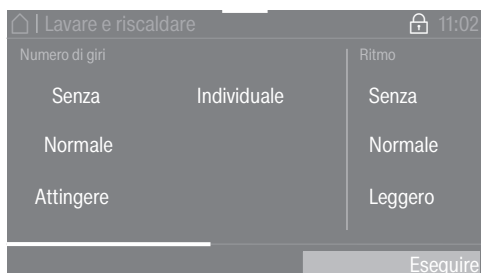 | Lavare e riscaldare 11:02
Numero di giri Ritmo
Senza Individuale Senza
Normale Normale
Attingere Leggero
Eseguire